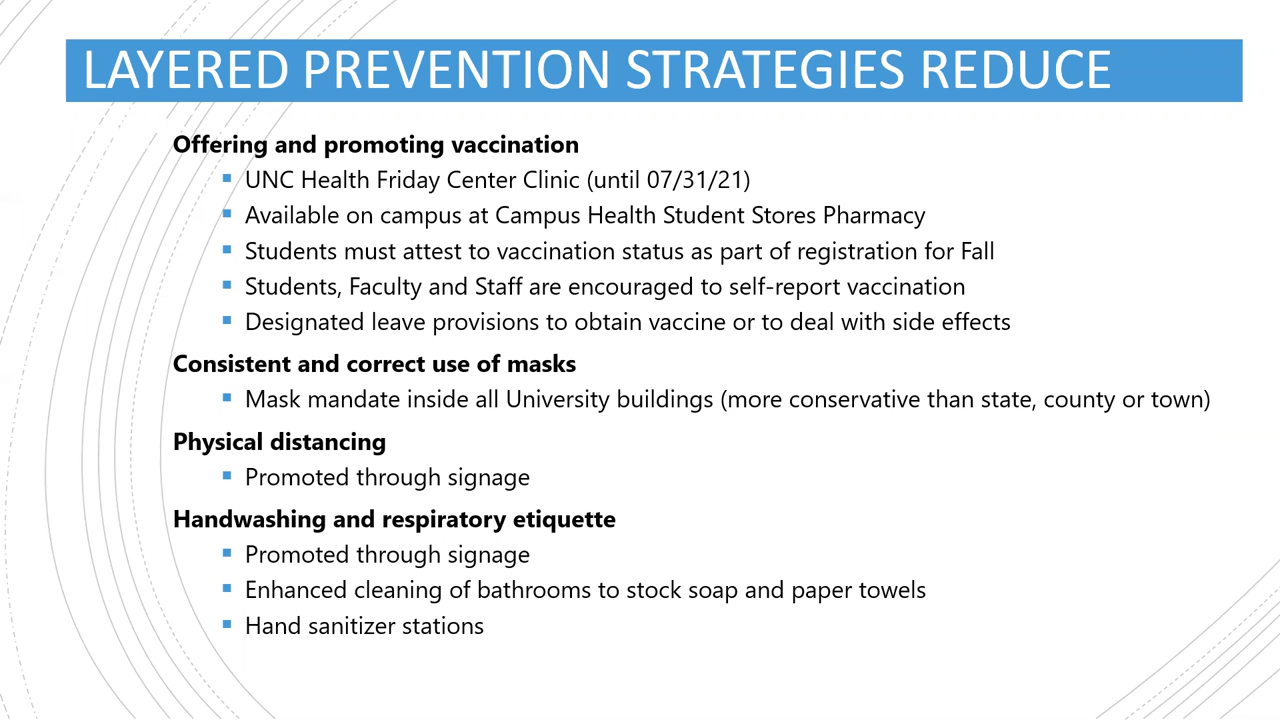 LAYERED PREVENTION STRATEGIES REDUCE
Offering and promoting vaccination
UNC Health Friday Center Clinic (until 07/31/21)
Available on campus at Campus Health Student Stores Pharmacy
Students must attest to vaccination status as part of registration for Fall
Students, Faculty and Staff are encouraged to self-report vaccination
Designated leave provisions to obtain vaccine or to deal with side effects
Consistent and correct use of masks
Mask mandate inside all University buildings (more conservative than state, county or town)
Physical distancing
Promoted through signage
Handwashing and respiratory etiquette
Promoted through signage
Enhanced cleaning of bathrooms to stock soap and paper towels
Hand sanitizer stations